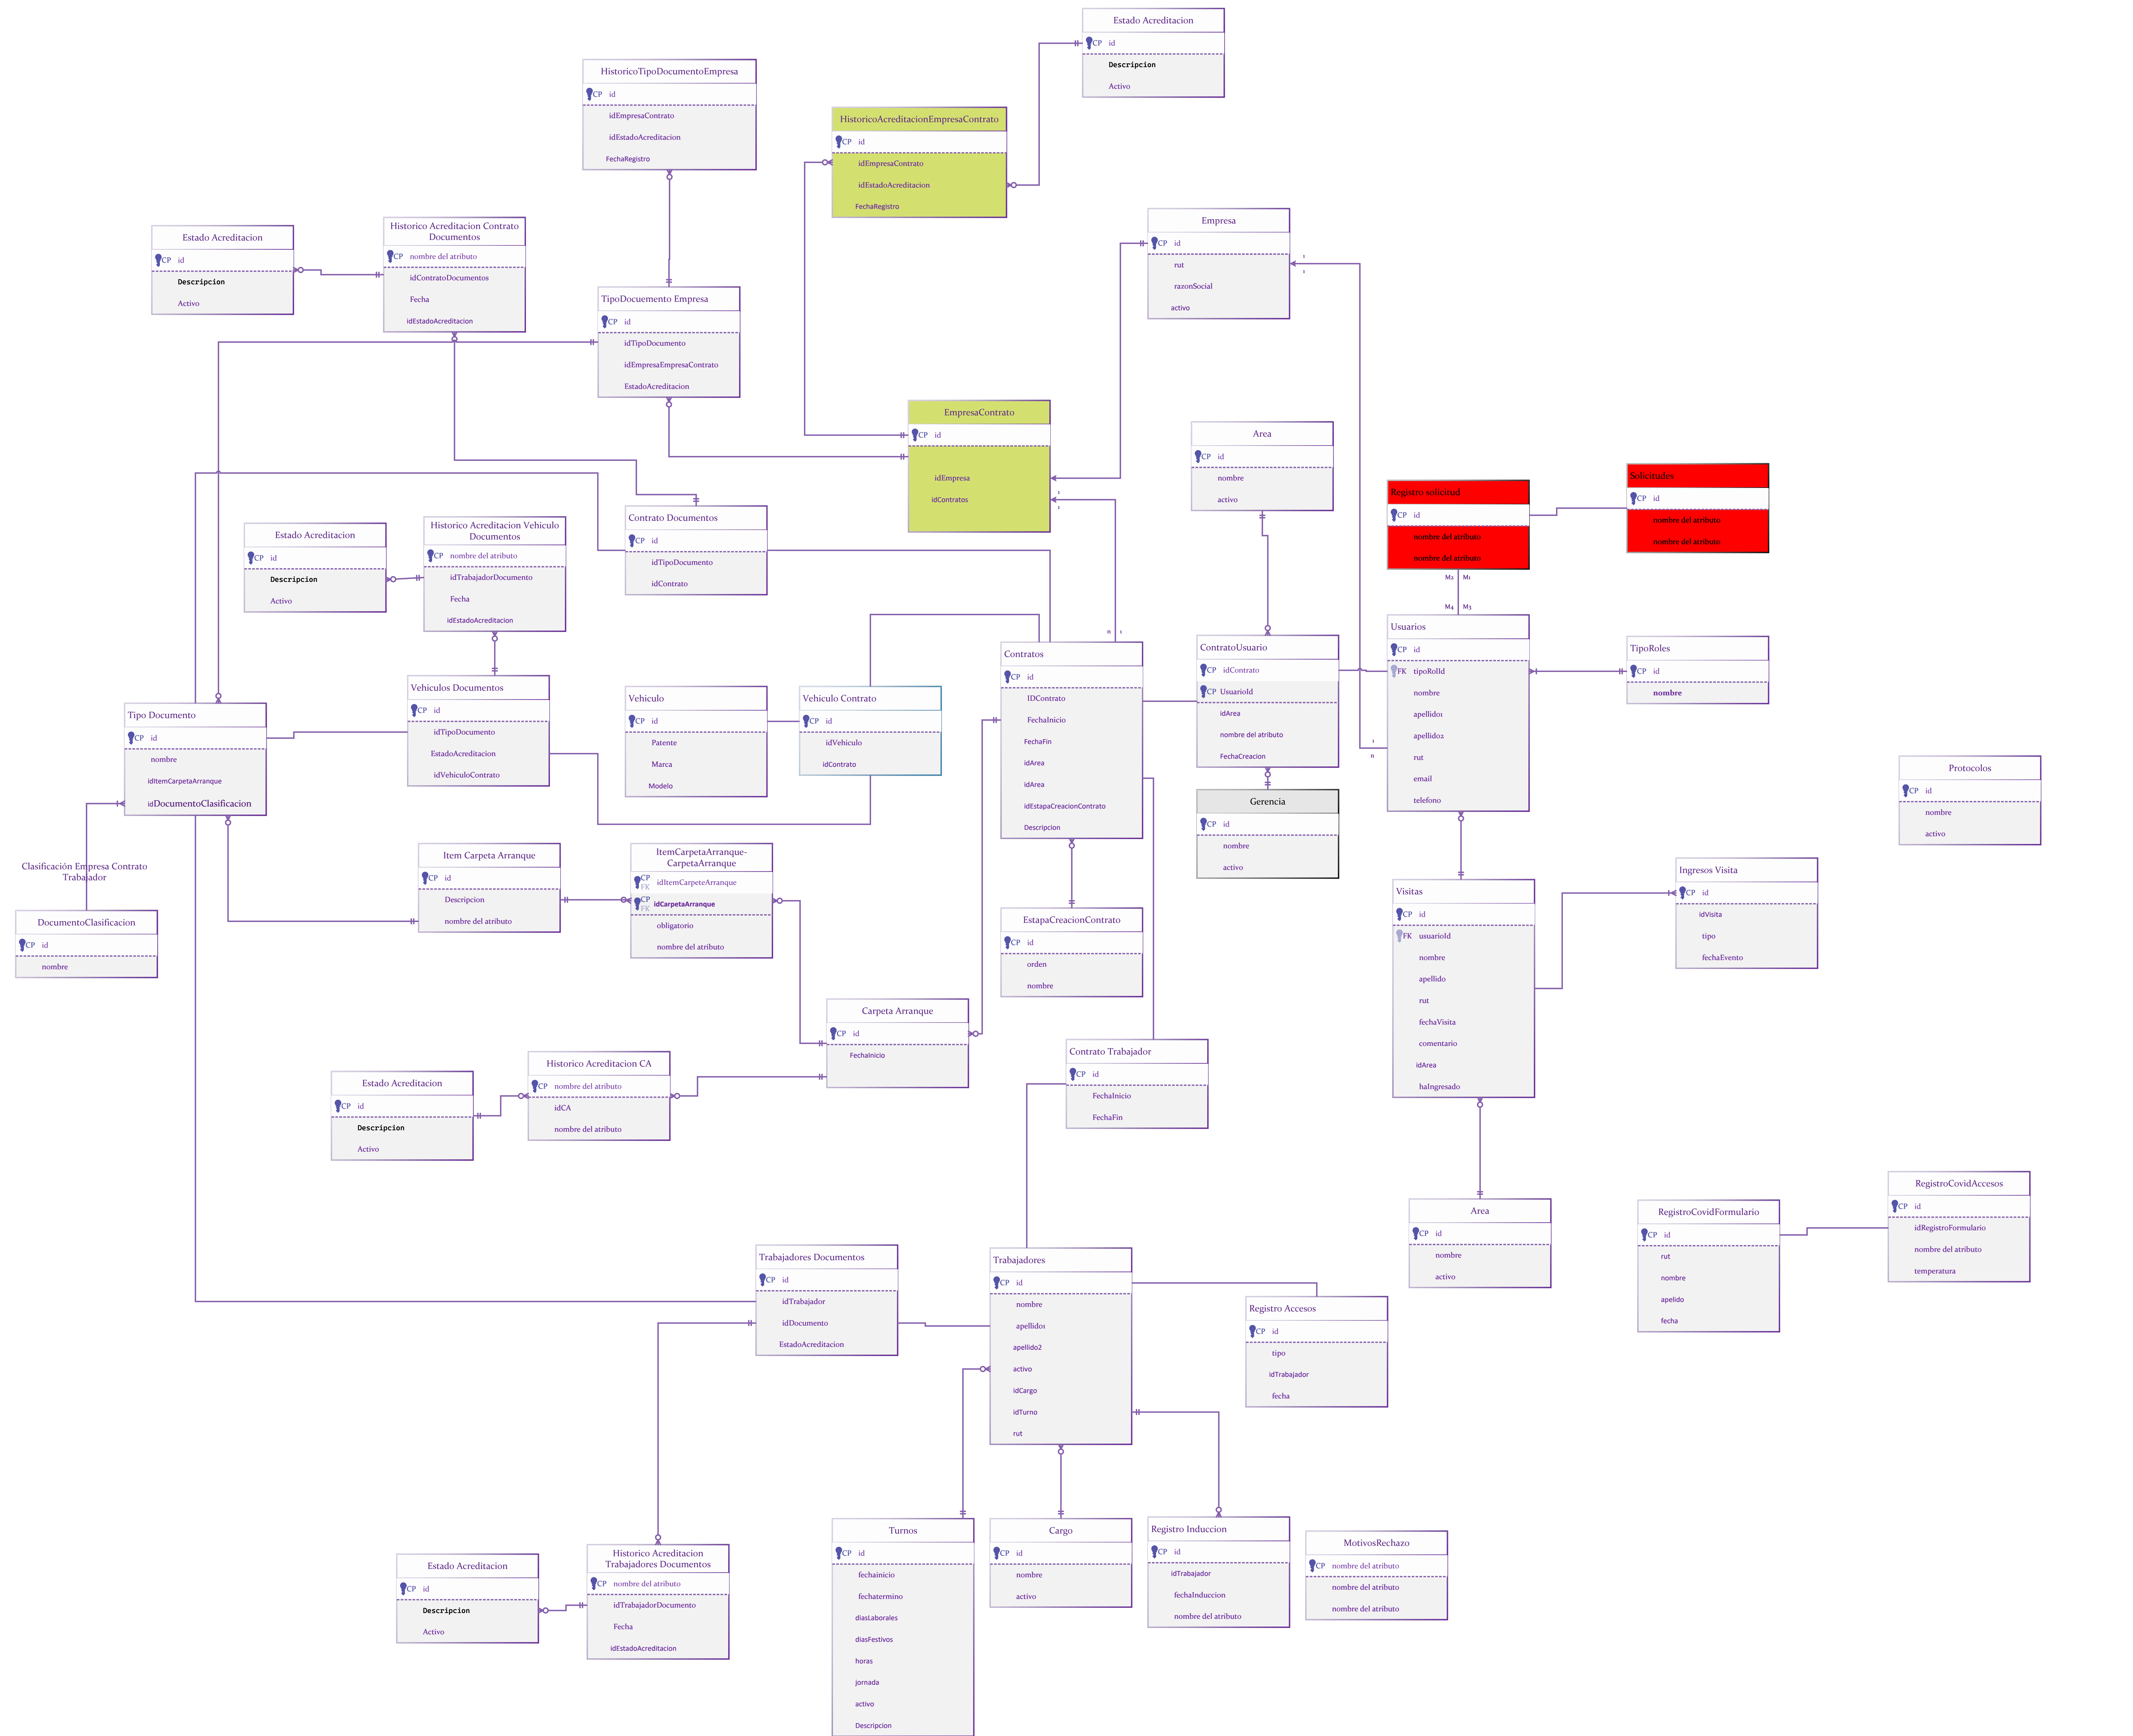 Estado Acreditacion
CP id
Descripcion
Activo
HistoricoTipoDocumentoEmpresa
CP id
idEmpresaContrato
idEstadoAcreditacion
FechaRegistro
HistoricoAcreditacionEmpresaContrato
CP id
idEmpresaContrato
idEstadoAcreditacion
FechaRegistro
Estado Acreditacion
CP id
Descripcion
Activo
Historico Acreditacion Contrato
Documentos
CP nombre del atributo
idContratoDocumentos
Fecha
idEstadoAcreditacion
Empresa
CP id
rut
razonSocial
activo
1
1
TipoDocuemento Empresa
CP id
idTipoDocumento
idEmpresaEmpresaContrato
EstadoAcreditacion
EmpresaContrato
CP id
idEmpresa
idContratos
1
1
Area
CP id
nombre
activo
Registro solicitud
CP id
nombre del atributo
nombre del atributo
Solicitudes
CP id
nombre del atributo
nombre del atributo
M2 M1
M4 M3
Estado Acreditacion
CP id
Descripcion
Activo
Historico Acreditacion Vehiculo
Documentos
CP nombre del atributo
idTrabajadorDocumento
Fecha
idEstadoAcreditacion
Contrato Documentos
CP id
idTipoDocumento
idContrato
n 1
Contratos
CP id
IDContrato
FechaInicio
FechaFin
idArea
idArea
idEstapaCreacionContrato
Descripcion
ContratoUsuario
CP idContrato
CP UsuarioId
idArea
nombre del atributo
FechaCreacion
Usuarios
CP id
FK tipoRolId
nombre
apellido1
apellido2
rut
email
telefono
1
n
TipoRoles
CP id
nombre
Tipo Documento
CP id
nombre
idItemCarpetaArranque
idDocumentoClasificacion
Vehiculos Documentos
CP id
idTipoDocumento
EstadoAcreditacion
idVehiculoContrato
Vehiculo
CP id
Patente
Marca
Modelo
Vehiculo Contrato
CP id
idVehiculo
idContrato
Gerencia
CP id
nombre
activo
Protocolos
CP id
nombre
activo
Clasificación Empresa Contrato
Trabajador
DocumentoClasificacion
CP id
nombre
Item Carpeta Arranque
CP id
Descripcion
nombre del atributo
ItemCarpetaArranque-
CarpetaArranque
CP
FK idItemCarpeteArranque
CP
FK idCarpetaArranque
obligatorio
nombre del atributo
EstapaCreacionContrato
CP id
orden
nombre
Visitas
CP id
FK usuarioId
nombre
apellido
rut
fechaVisita
comentario
idArea
haIngresado
Ingresos Visita
CP id
idVisita
tipo
fechaEvento
Carpeta Arranque
CP id
FechaInicio
Estado Acreditacion
CP id
Descripcion
Activo
Historico Acreditacion CA
CP nombre del atributo
idCA
nombre del atributo
Contrato Trabajador
CP id
FechaInicio
FechaFin
Area
CP id
nombre
activo
RegistroCovidFormulario
CP id
rut
nombre
apelido
fecha
RegistroCovidAccesos
CP id
idRegistroFormulario
nombre del atributo
temperatura
Trabajadores Documentos
CP id
idTrabajador
idDocumento
EstadoAcreditacion
Trabajadores
CP id
nombre
apellido1
apellido2
activo
idCargo
idTurno
rut
Registro Accesos
CP id
tipo
idTrabajador
fecha
Estado Acreditacion
CP id
Descripcion
Activo
Historico Acreditacion
Trabajadores Documentos
CP nombre del atributo
idTrabajadorDocumento
Fecha
idEstadoAcreditacion
Turnos
CP id
fechainicio
fechatermino
diasLaborales
diasFestivos
horas
jornada
activo
Descripcion
Cargo
CP id
nombre
activo
Registro Induccion
CP id
idTrabajador
fechaInduccion
nombre del atributo
MotivosRechazo
CP nombre del atributo
nombre del atributo
nombre del atributo